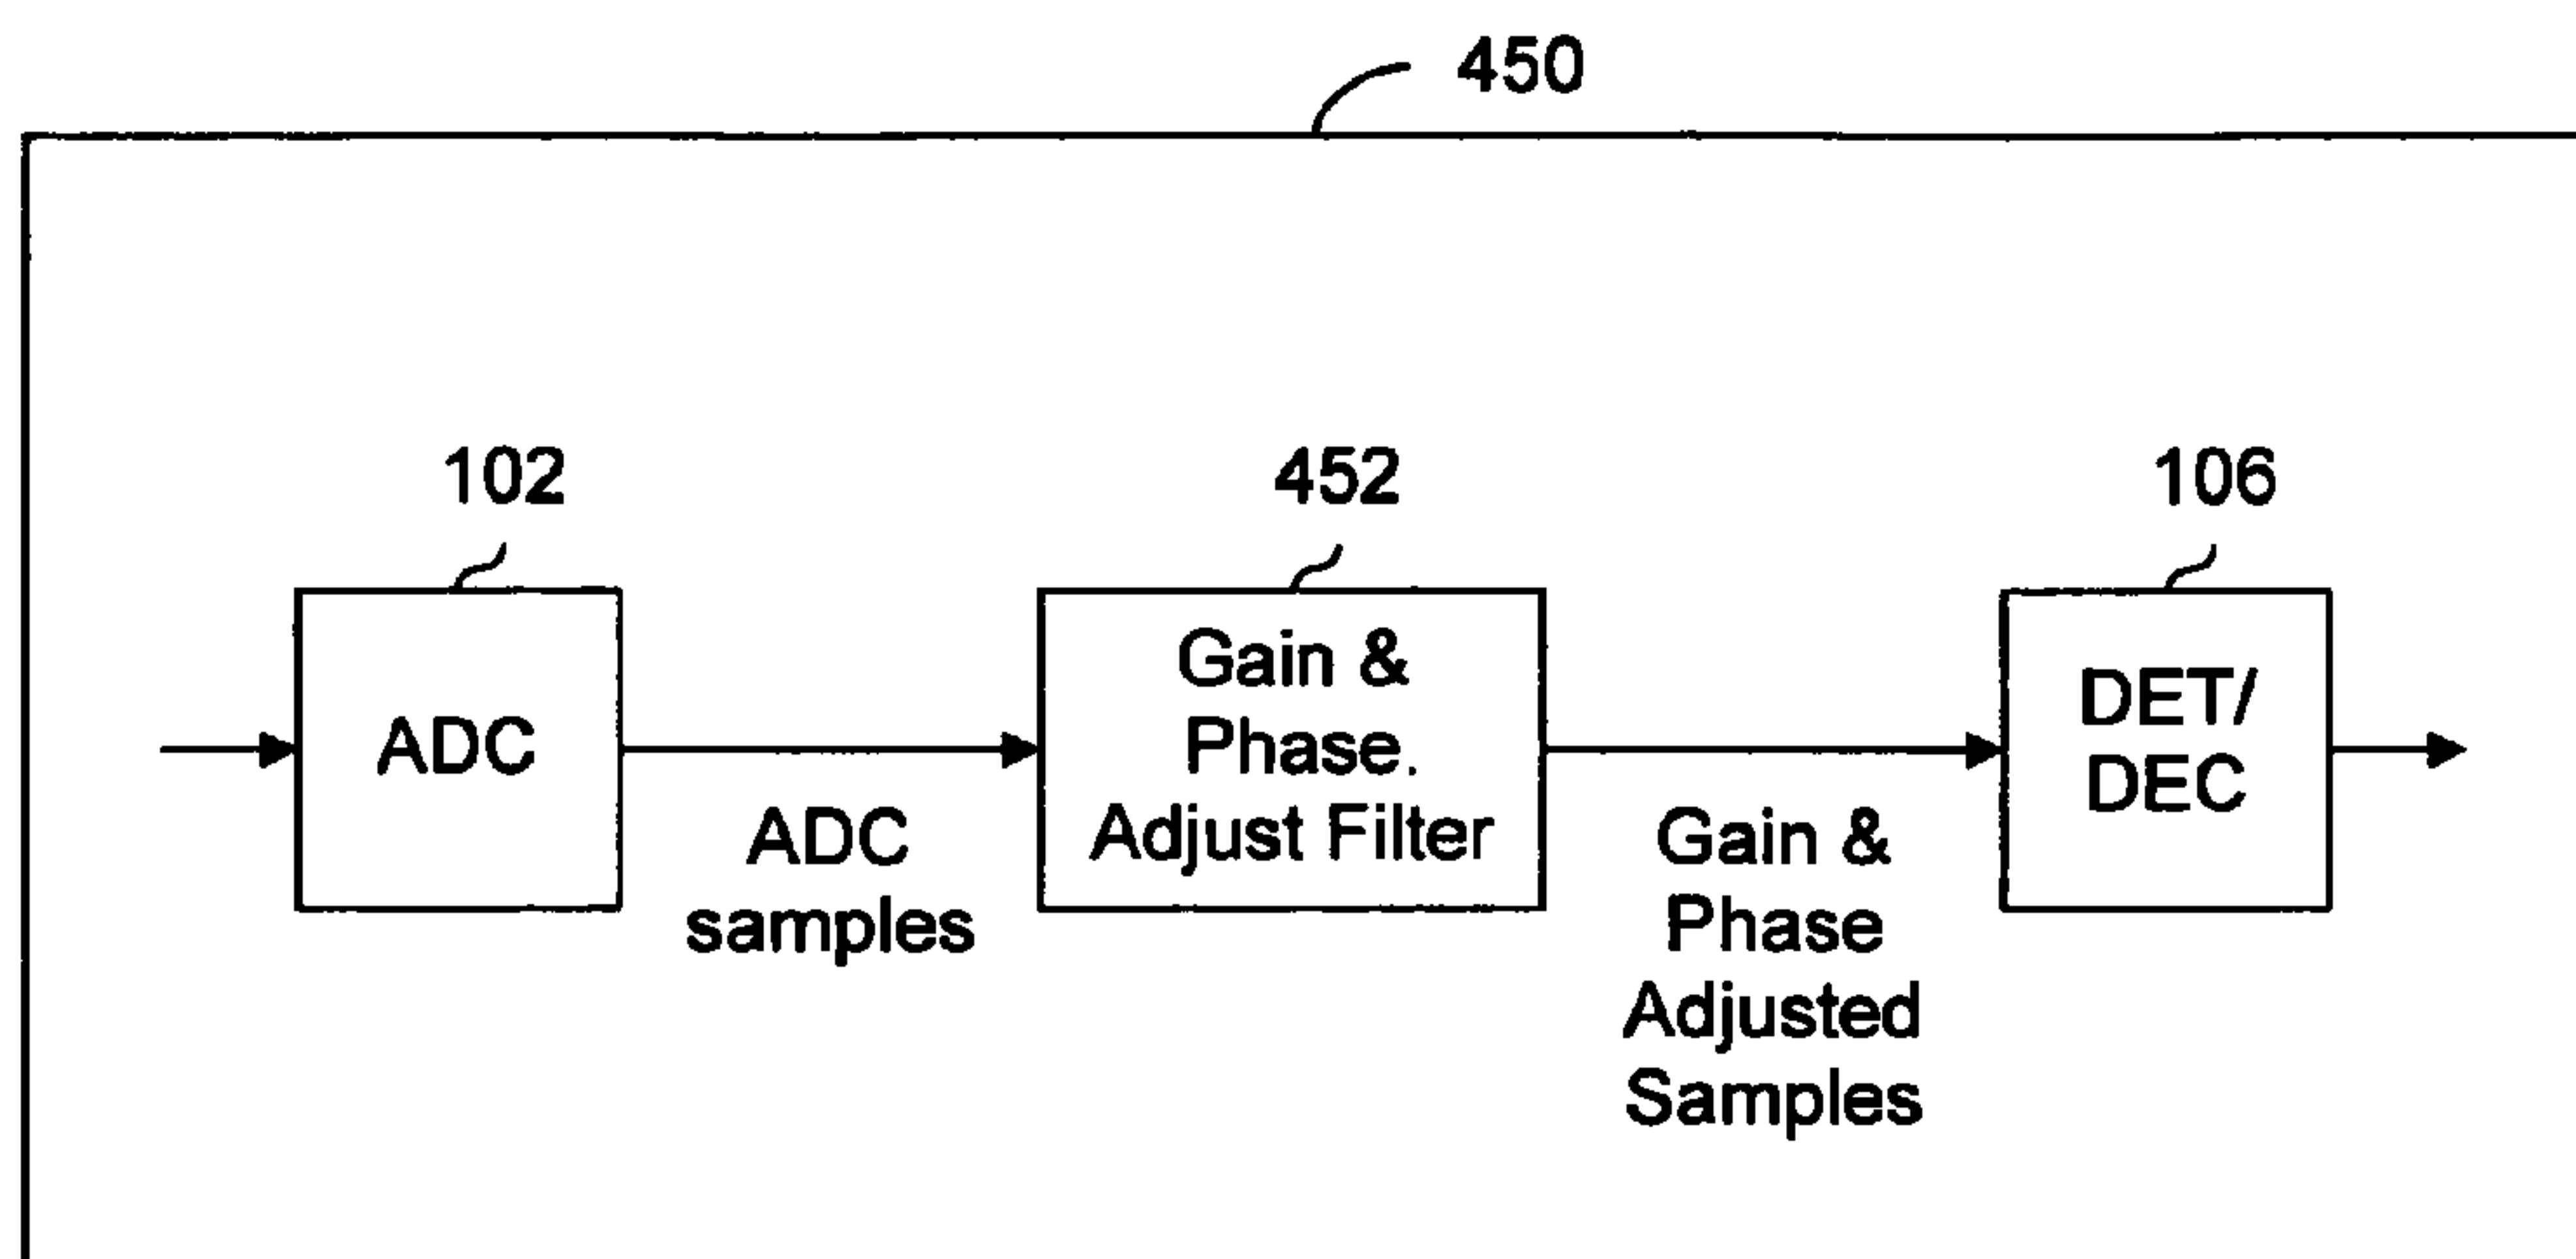 450
102
452
106
ADC
Gain &
Phase.
Adjust Filter
DET/
DEC
ADC
samples
Gain &
Phase
Adjusted
Samples